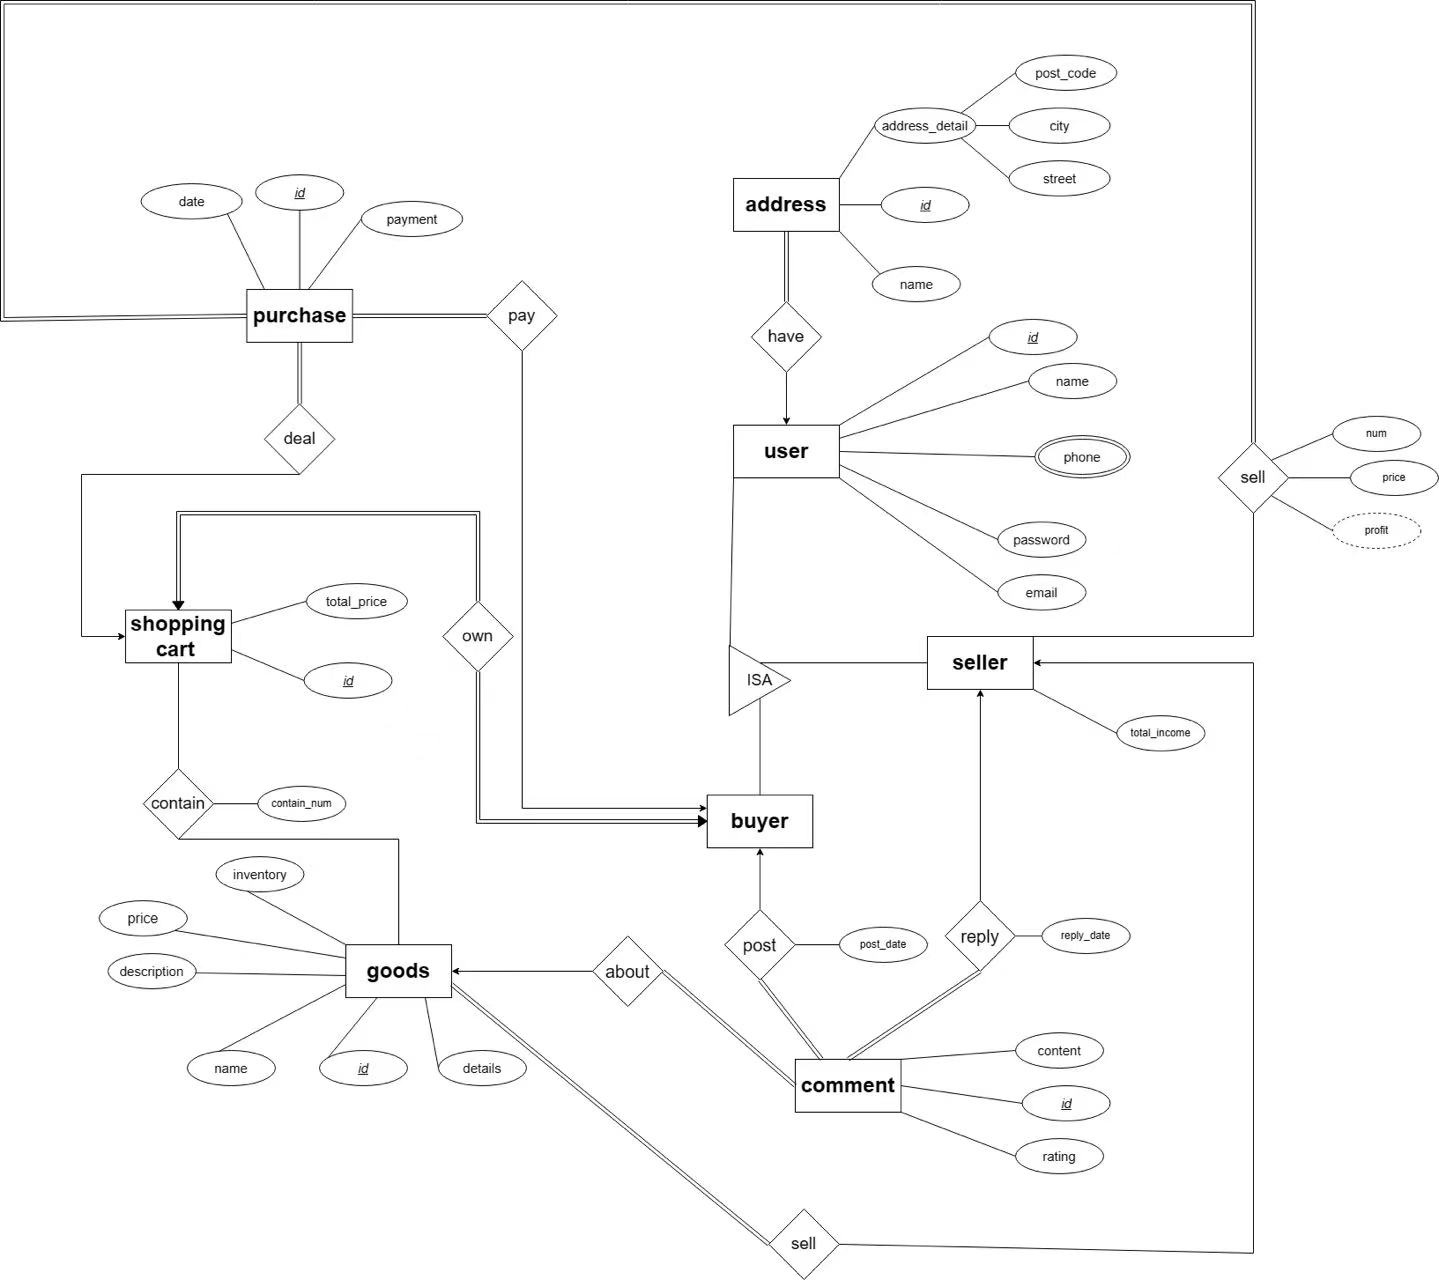 post_code
address_detail
city
street
date
id
payment
address
id
name
purchase
pay
have
id
name
user
phone
deal
num
sell
price
profit
password
email
total_price
shopping
cart
own
id
ISA
seller
total_income
contain
contain_num
buyer
inventory
price
description
goods
about
post
post_date
reply
reply_date
name
id
details
content
comment
id
rating
sell